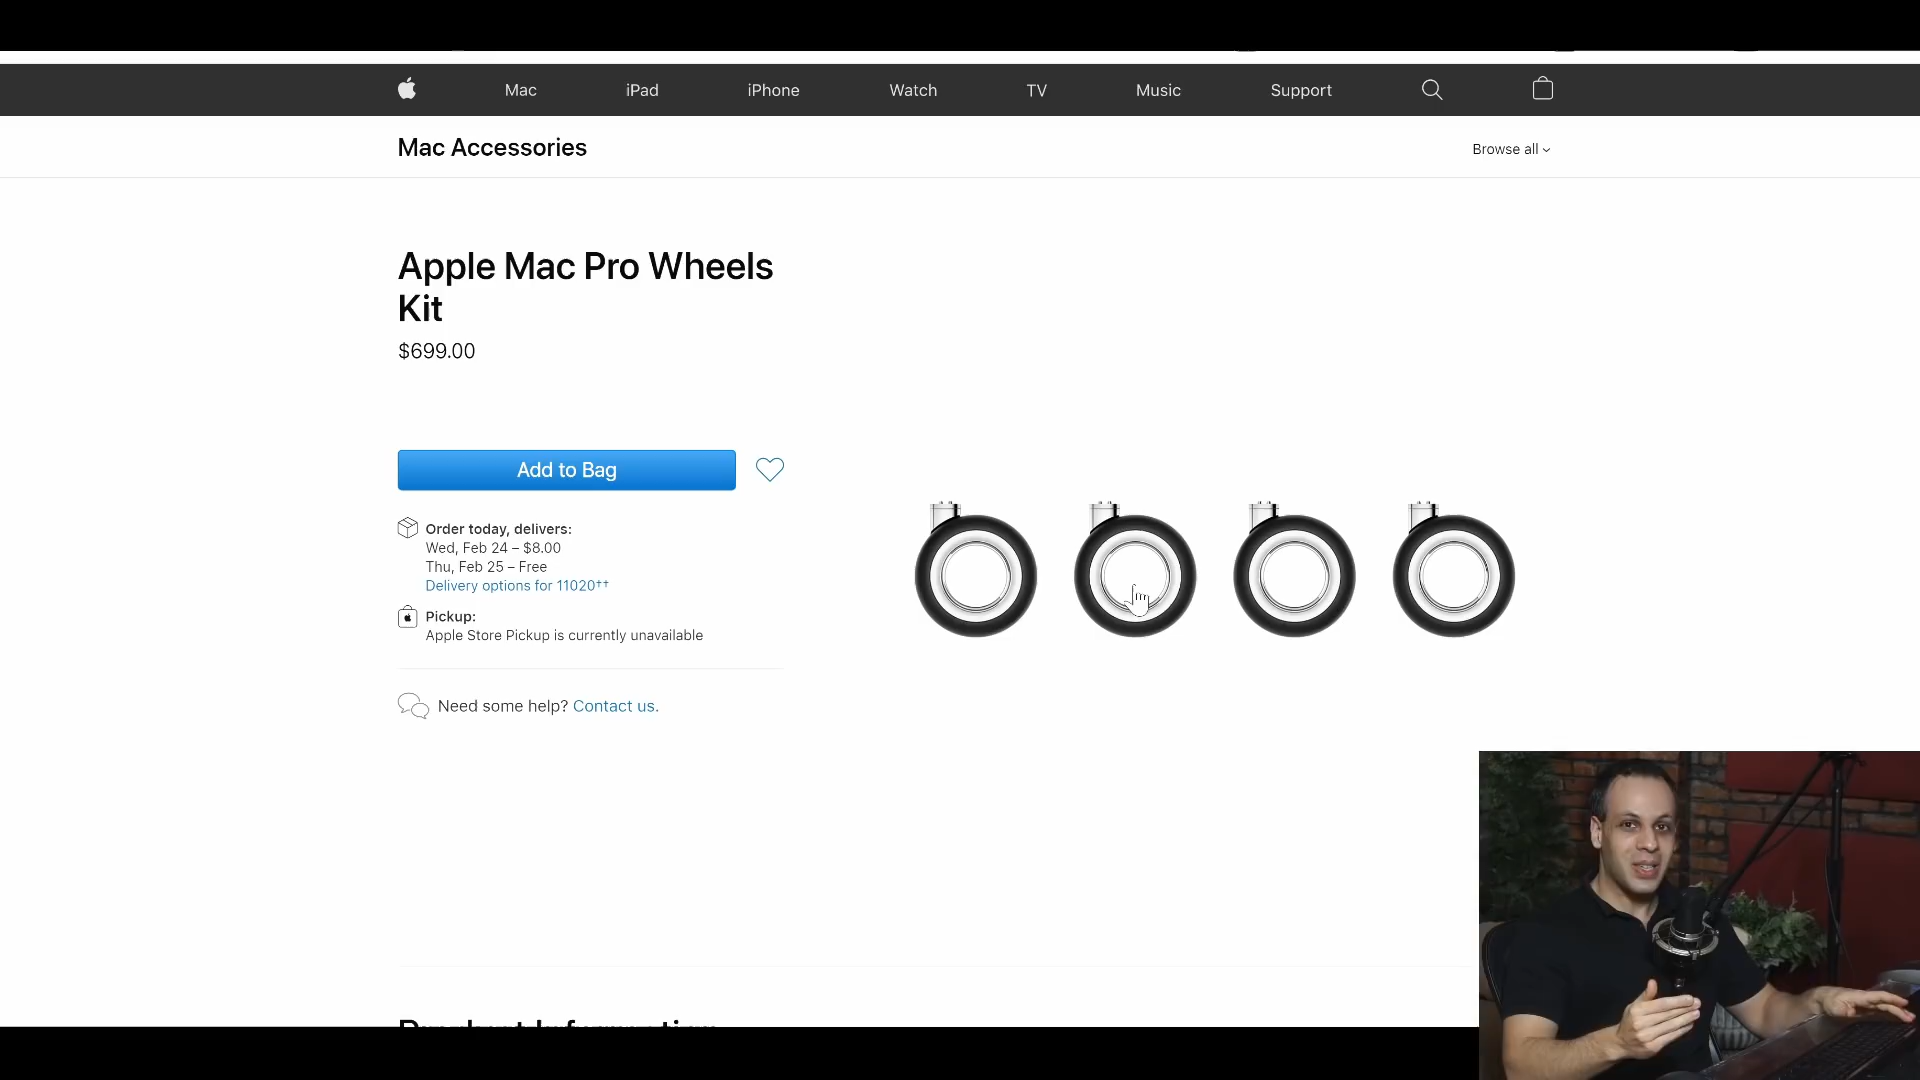 Mac iPad iPhone Watch TV Music Support
Mac Accessories
Browse all
Apple Mac Pro Wheels
Kit
$699.00
Add to Bag
Order today, delivers:
Wed, Feb 24 – $8.00
Thu, Feb 25 – Free
Delivery options for 11020††
Pickup:
Apple Store Pickup is currently unavailable
Need some help? Contact us.
Product Information